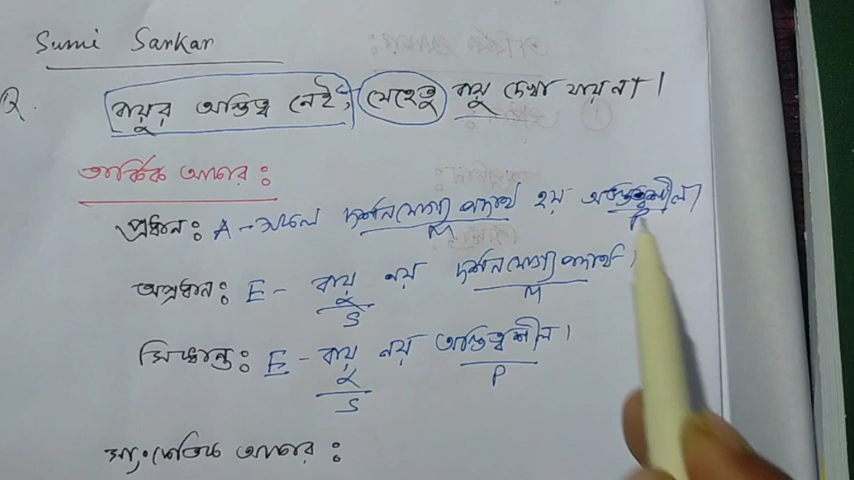 Sumi Sarkar
Q. বায়ুর অস্তিত্ব নেই, যেহেতু বায়ু দেখা যায় না।
তার্কিক আকার :
প্রধান : A - সকল দর্শনযোগ্য পদার্থ হয় অস্তিত্বশীল।
M P
অপ্রধান : E - বায়ু নয় দর্শনযোগ্য পদার্থ।
S M
সিদ্ধান্ত : E - বায়ু নয় অস্তিত্বশীল।
S P
আকার :